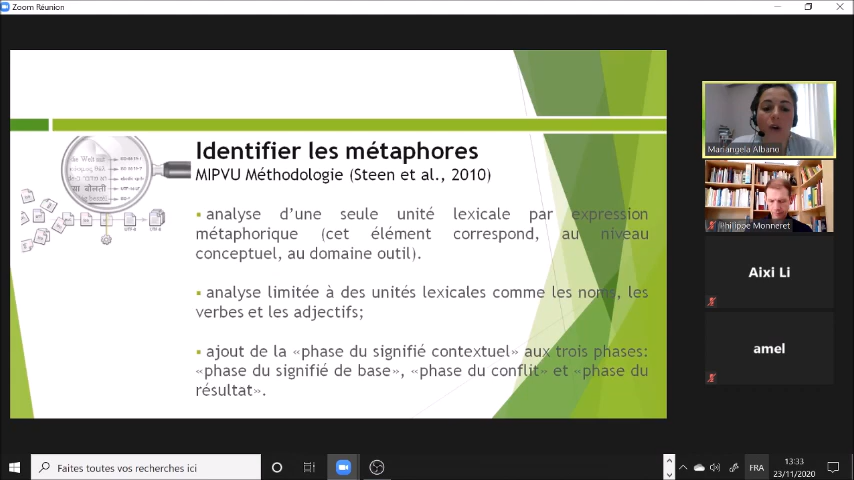 Zoom Réunion
Identifier les métaphores
MIPVU Méthodologie (Steen et al., 2010)
▪ analyse d’une seule unité lexicale par expression
métaphorique (cet élément correspond, au niveau
conceptuel, au domaine outil).
▪ analyse limitée à des unités lexicales comme les noms, les
verbes et les adjectifs;
▪ ajout de la «phase du signifié contextuel» aux trois phases:
«phase du signifié de base», «phase du conflit» et «phase du
résultat».
Mariangela Albano
Philippe Monneret
Aixi Li
amel
Faites toutes vos recherches ici
FRA
13:33
23/11/2020